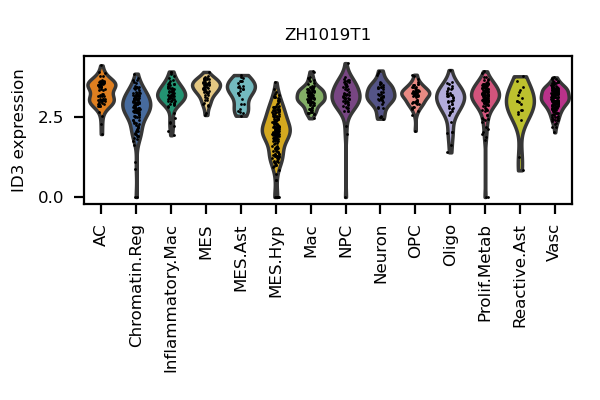 ZH1019T1
ID3 expression
2.5
0.0
AC
Chromatin.Reg
Inflammatory.Mac
MES
MES.Ast
MES.Hyp
Mac
NPC
Neuron
OPC
Oligo
Prolif.Metab
Reactive.Ast
Vasc